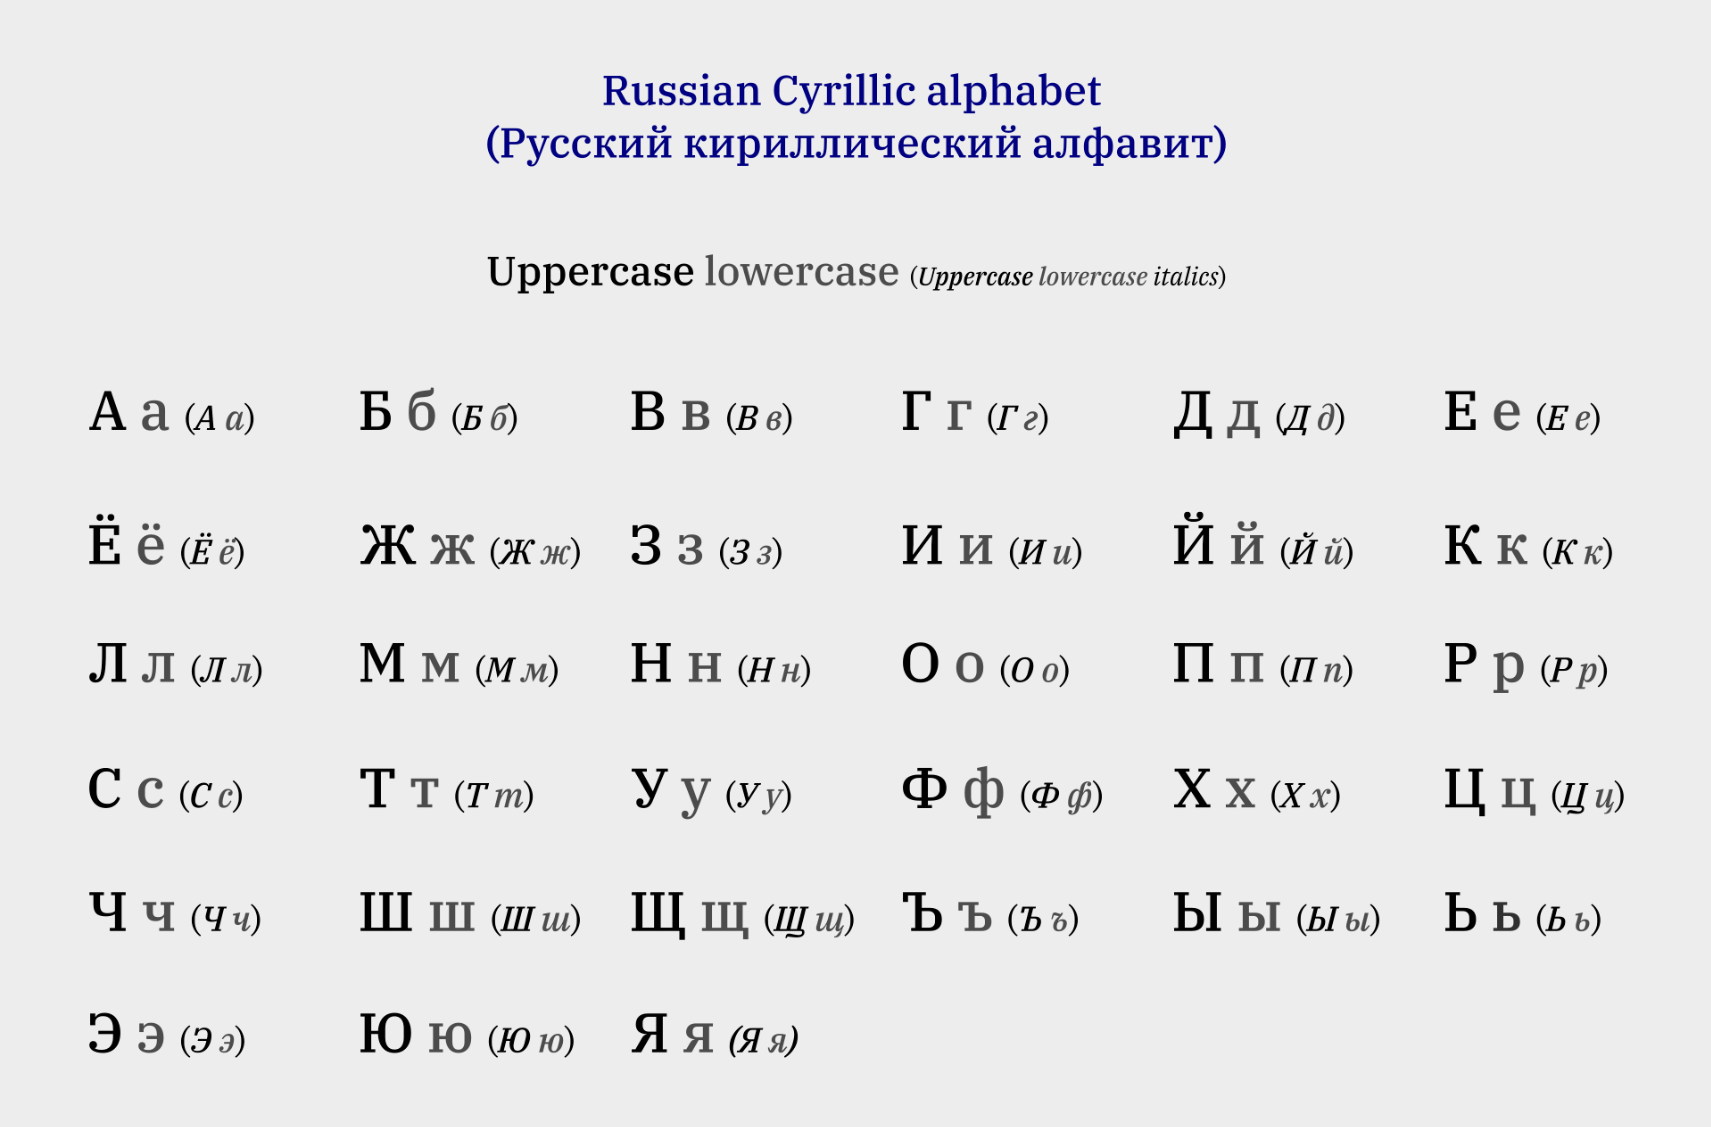 Russian Cyrillic alphabet
(Русский кириллический алфавит)
Uppercase lowercase (Uppercase lowercase italics)
А а (А а) Б б (Б б) В в (В в) Г г (Г г) Д д (Д д) Е е (Е е)
Ё ё (Ё ё) Ж ж (Ж ж) З з (З з) И и (И и) Й й (Й й) К к (К к)
Л л (Л л) М м (М м) Н н (Н н) О о (О о) П п (П п) Р р (Р р)
С с (С с) Т т (Т т) У у (У у) Ф ф (Ф ф) Х х (Х х) Ц ц (Ц ц)
Ч ч (Ч ч) Ш ш (Ш ш) Щ щ (Щ щ) Ъ ъ (Ъ ъ) Ы ы (Ы ы) Ь ь (Ь ь)
Э э (Э э) Ю ю (Ю ю) Я я (Я я)